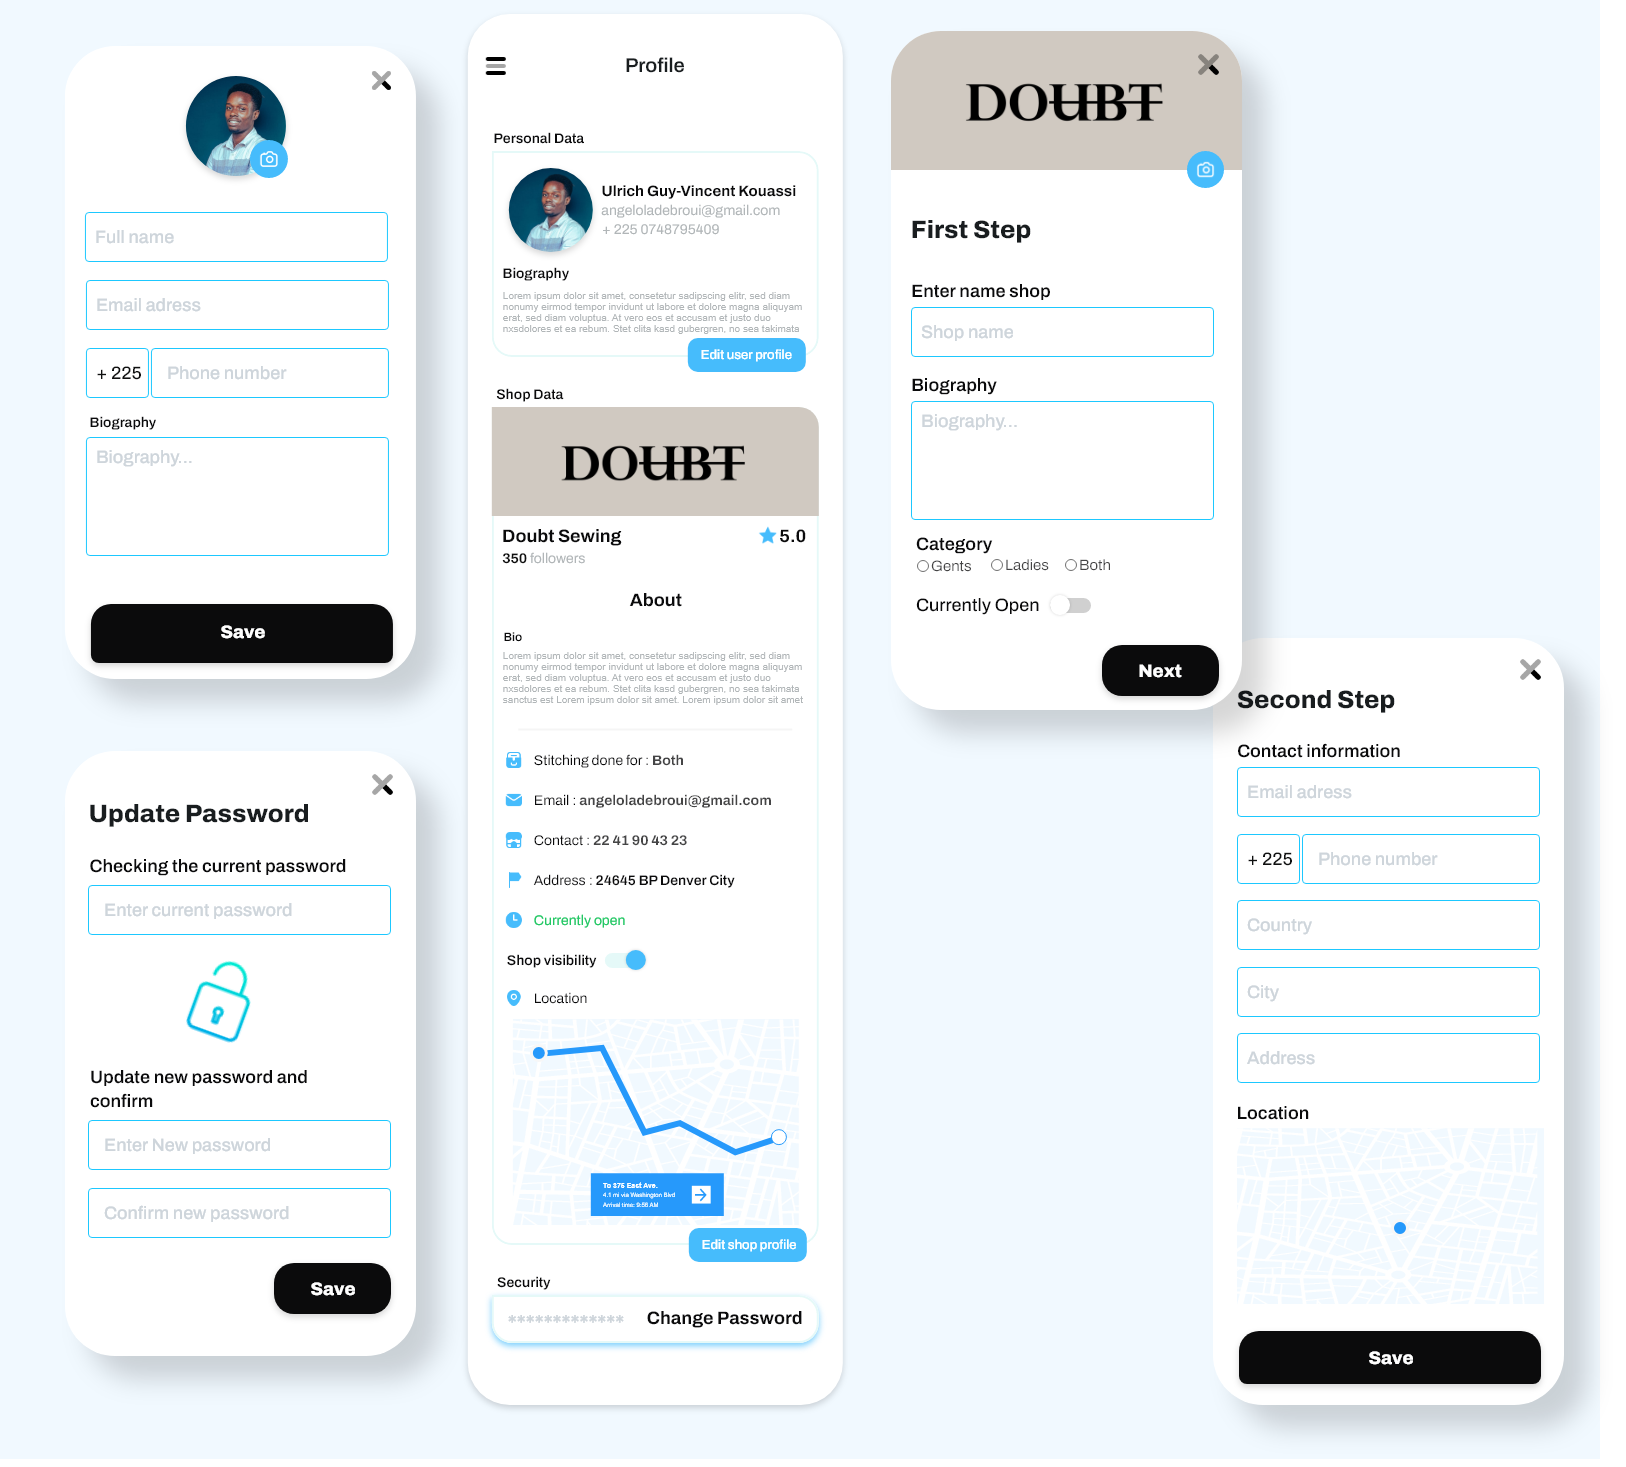 Full name
Email adress
+ 225
Phone number
Biography
Biography...
Save
Update Password
Checking the current password
Enter current password
Update new password and
confirm
Enter New password
Confirm new password
Save
Profile
Personal Data
Ulrich Guy-Vincent Kouassi
angeloladebroui@gmail.com
+ 225 0748795409
Biography
Lorem ipsum dolor sit amet, consetetur sadipscing elitr, sed diam
nonumy eirmod tempor invidunt ut labore et dolore magna aliquyam
erat, sed diam voluptua. At vero eos et accusam et justo duo
nxsdolores et ea rebum. Stet clita kasd gubergren, no sea takimata
Edit user profile
Shop Data
DOUBT
Doubt Sewing
5.0
350 followers
About
Bio
Lorem ipsum dolor sit amet, consetetur sadipscing elitr, sed diam
nonumy eirmod tempor invidunt ut labore et dolore magna aliquyam
erat, sed diam voluptua. At vero eos et accusam et justo duo
nxsdolores et ea rebum. Stet clita kasd gubergren, no sea takimata
sanctus est Lorem ipsum dolor sit amet. Lorem ipsum dolor sit amet
Stitching done for : Both
Email : angeloladebroui@gmail.com
Contact : 22 41 90 43 23
Address : 24645 BP Denver City
Currently open
Shop visibility
Location
To 375 East Ave.
4.1 mi via Washington Blvd
Arrival time: 9:56 AM
Edit shop profile
Security
*************
Change Password
DOUBT
First Step
Enter name shop
Shop name
Biography
Biography...
Category
Gents
Ladies
Both
Currently Open
Next
Second Step
Contact information
Email adress
+ 225
Phone number
Country
City
Address
Location
Save